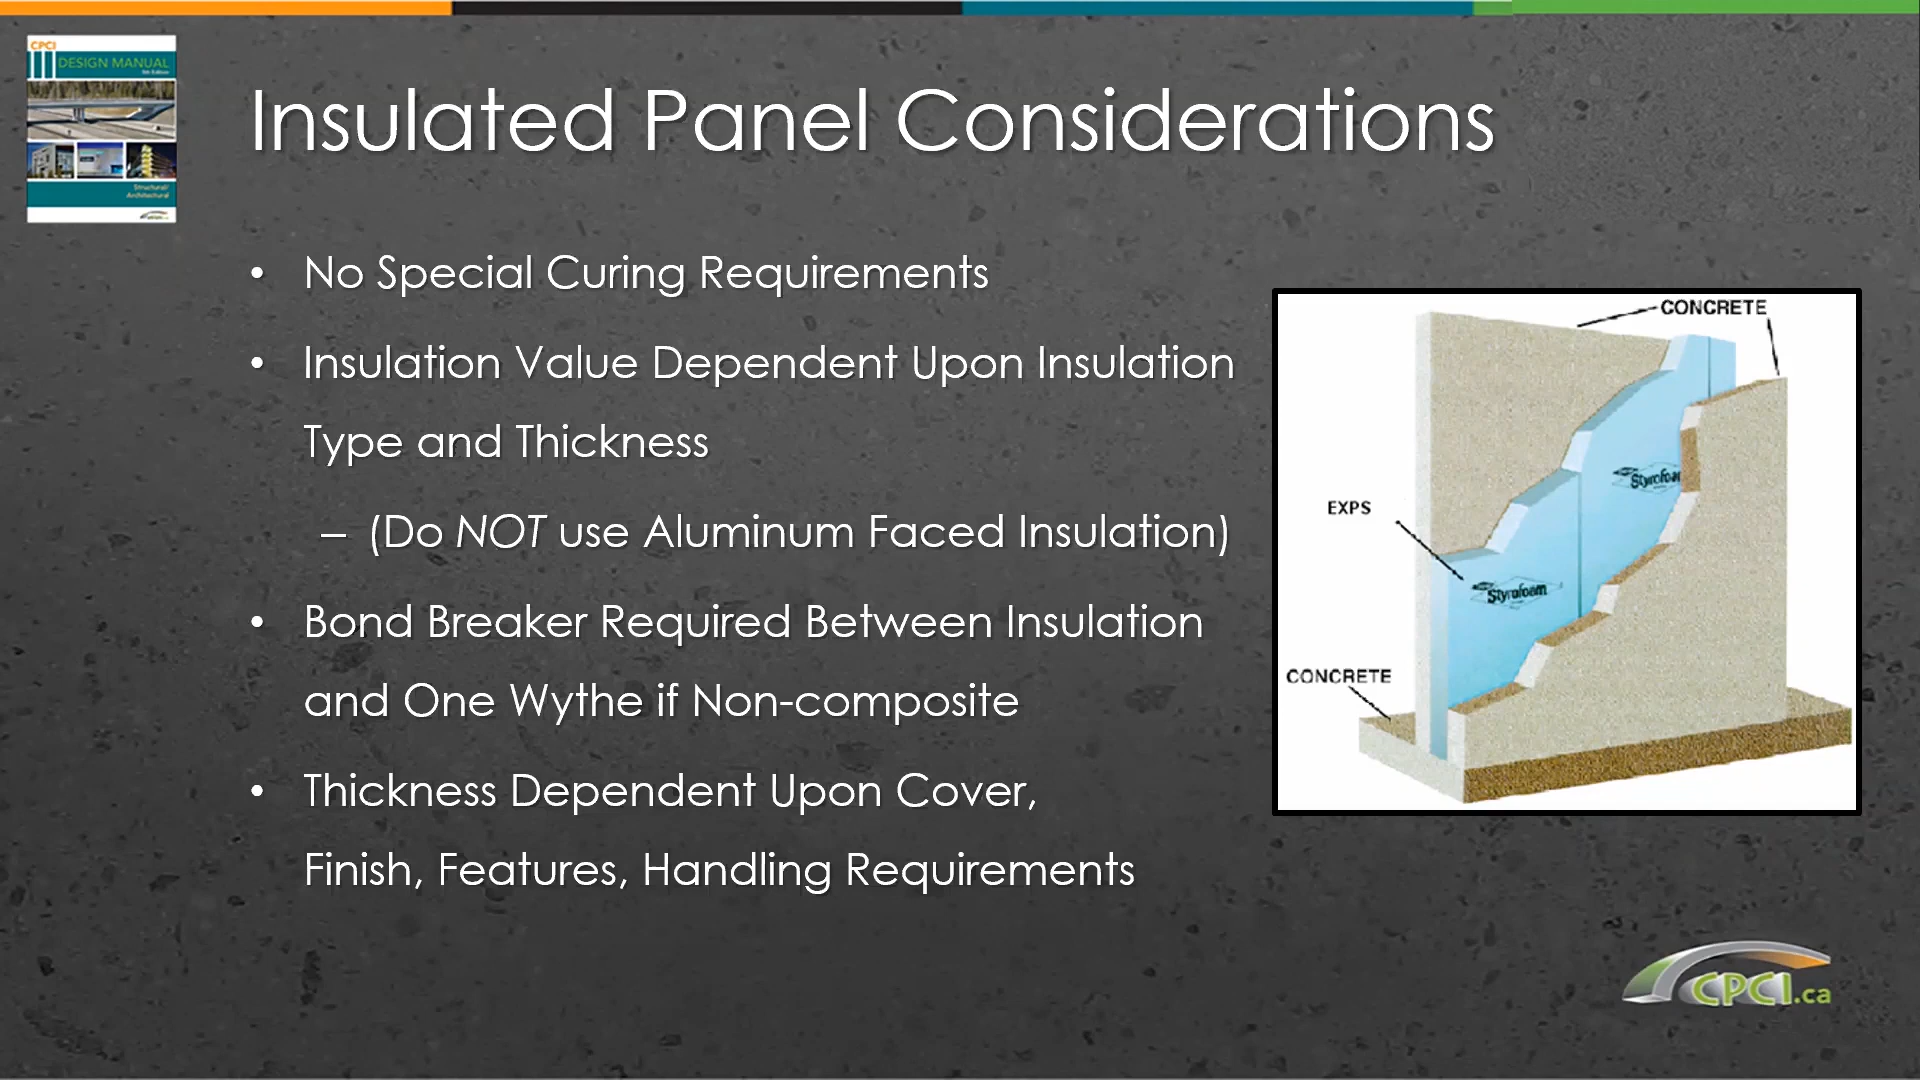 CPCI
DESIGN MANUAL
5th Edition
Structural/
Architectural
Insulated Panel Considerations
• No Special Curing Requirements
• Insulation Value Dependent Upon Insulation
Type and Thickness
– (Do NOT use Aluminum Faced Insulation)
• Bond Breaker Required Between Insulation
and One Wythe if Non-composite
• Thickness Dependent Upon Cover,
Finish, Features, Handling Requirements
CONCRETE
Styrofoam
EXPS
Styrofoam
CONCRETE
CPCI.ca